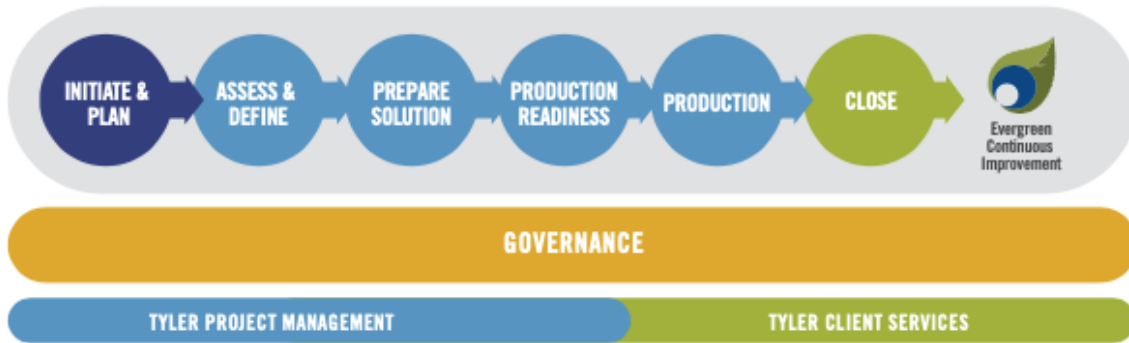 INITIATE &
PLAN
ASSESS &
DEFINE
PREPARE
SOLUTION
PRODUCTION
READINESS
PRODUCTION
CLOSE
Evergreen
Continuous
Improvement
GOVERNANCE
TYLER PROJECT MANAGEMENT
TYLER CLIENT SERVICES